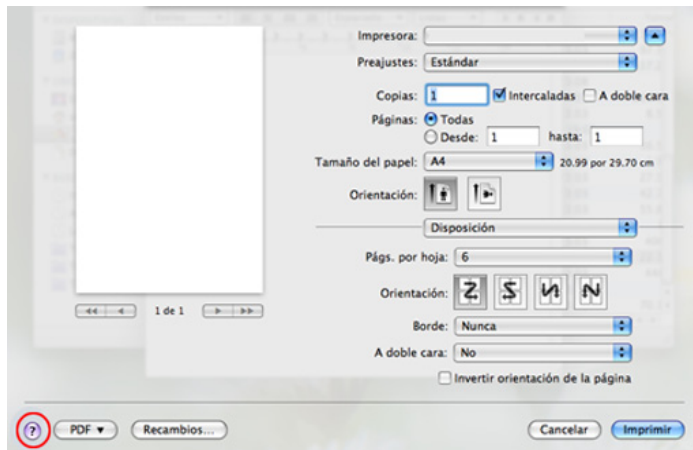 Impresora:
Preajustes: Estándar
Copias: 1 Intercaladas A doble cara
Páginas: Todas
Desde: 1 hasta: 1
Tamaño del papel: A4 20.99 por 29.70 cm
Orientación:
Disposición
Págs. por hoja: 6
Orientación:
Borde: Nunca
A doble cara: No
Invertir orientación de la página
1 de 1
? PDF Recambios... Cancelar Imprimir